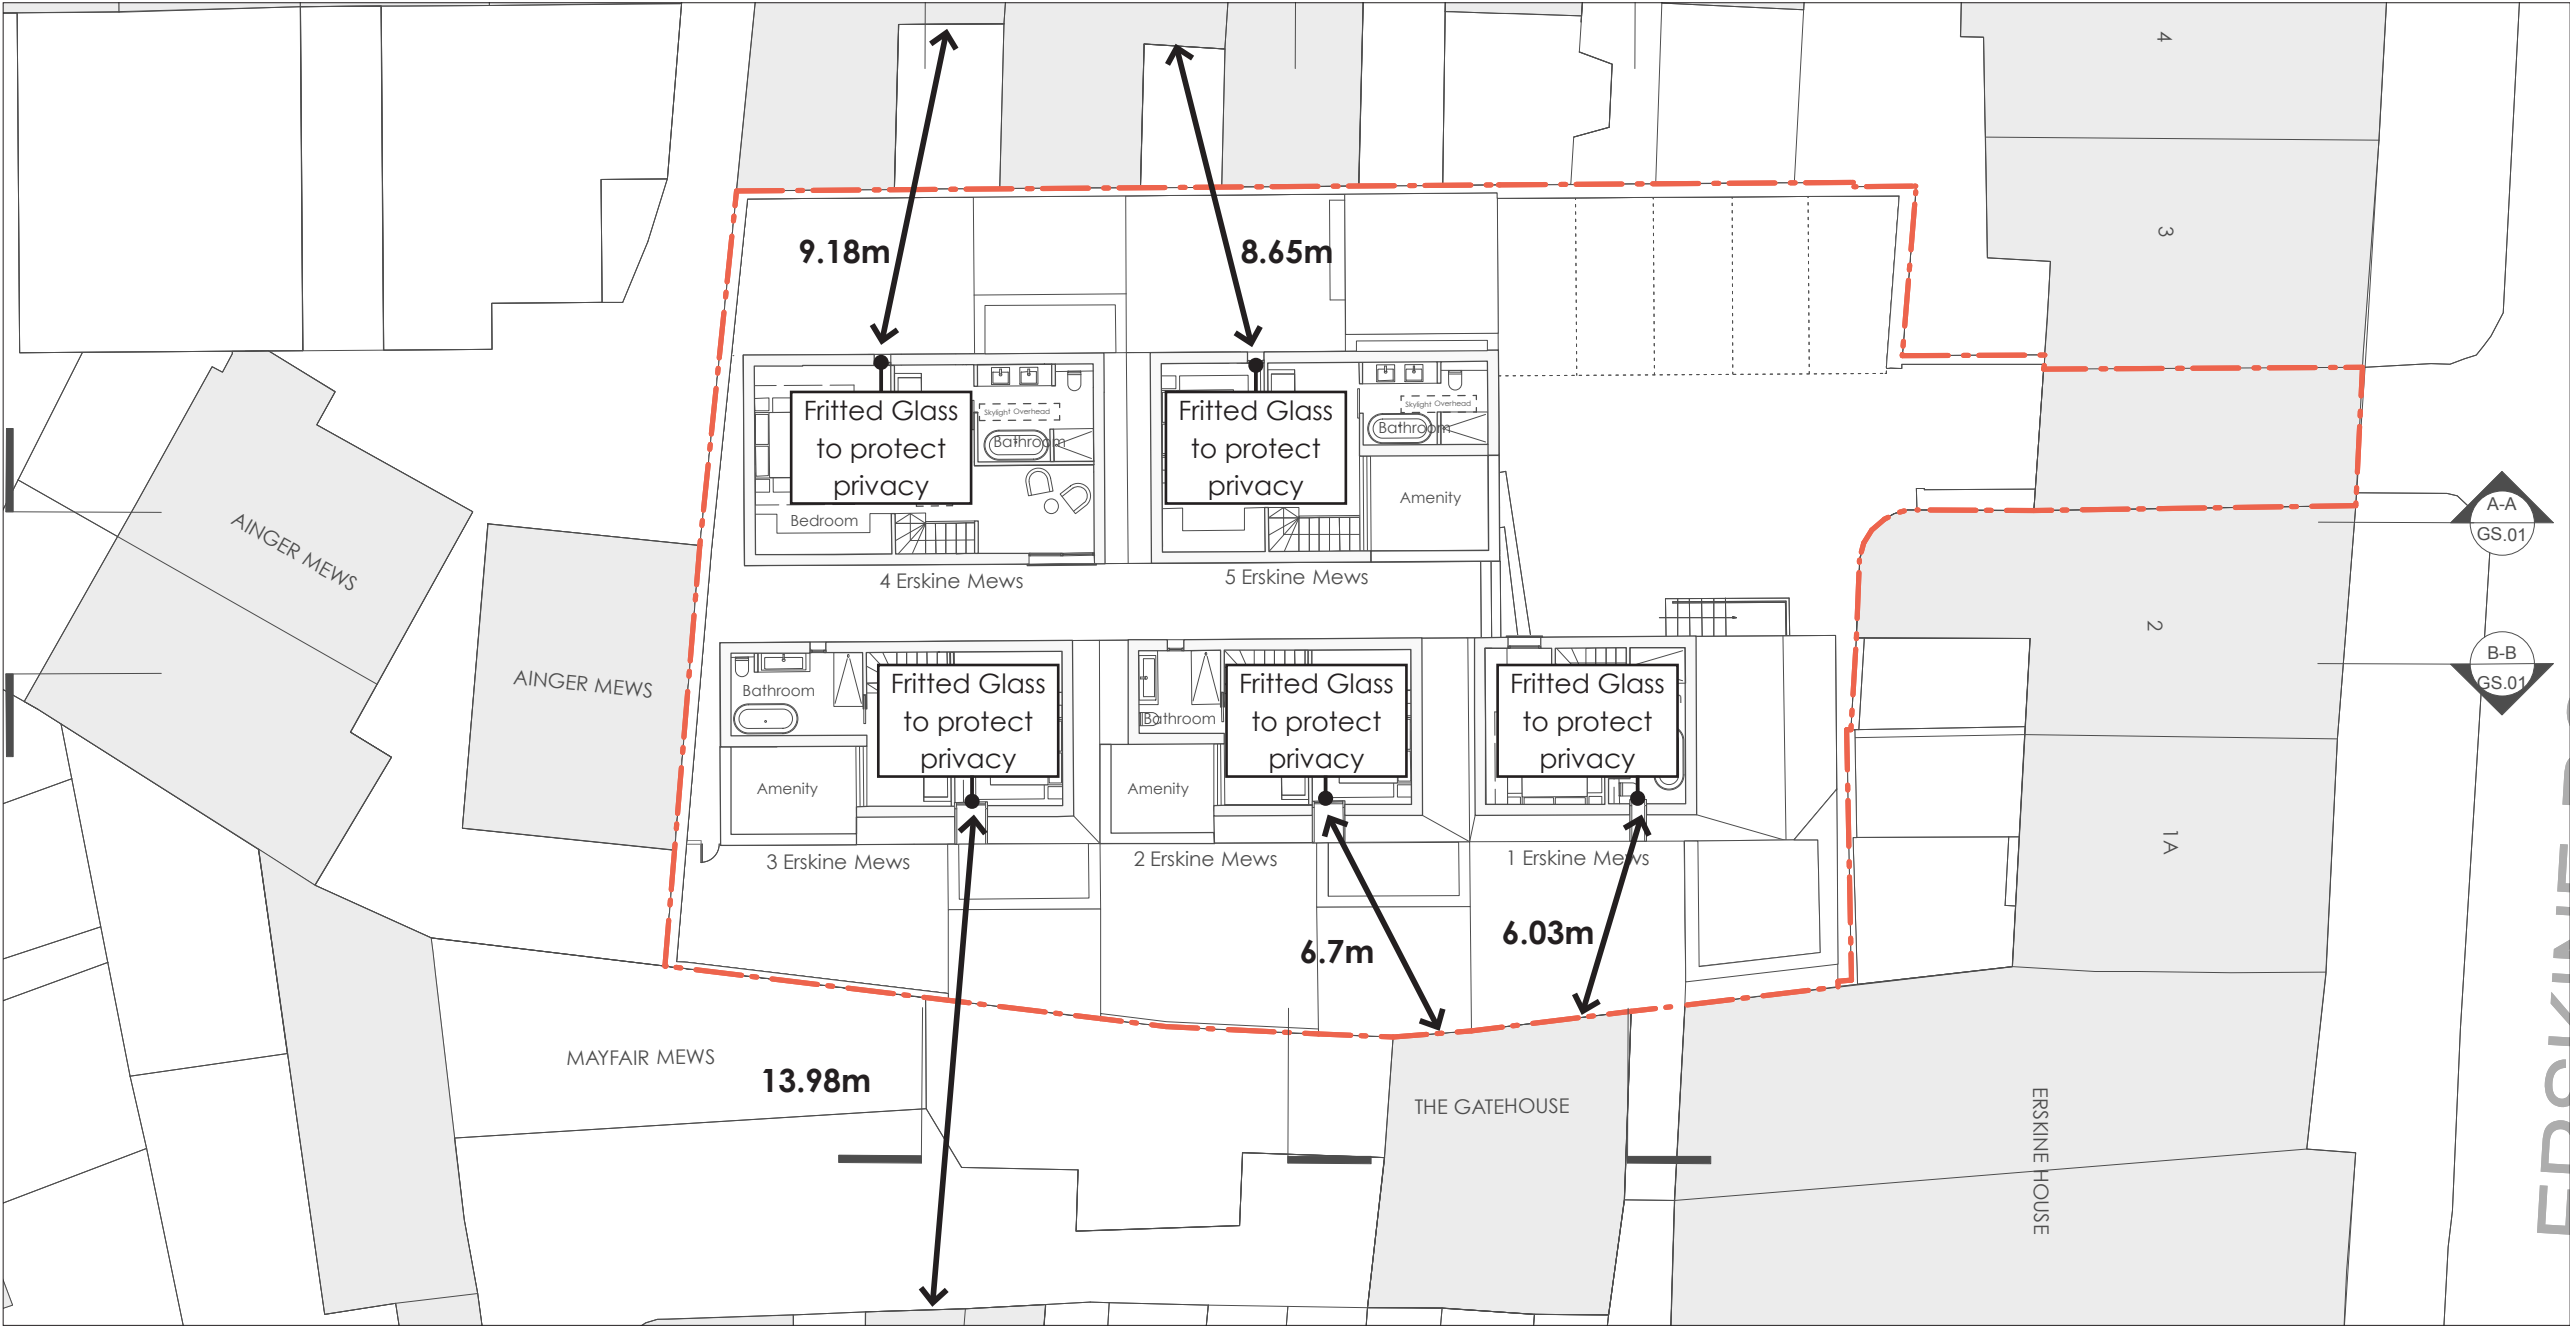 4
3
9.18m
8.65m
Fritted Glass
to protect
privacy
Skylight Overhead
Bathroom
Bedroom
Fritted Glass
to protect
privacy
Skylight Overhead
Bathroom
Amenity
4 Erskine Mews
5 Erskine Mews
A-A
GS.01
AINGER MEWS
AINGER MEWS
2
B-B
GS.01
Bathroom
Fritted Glass
to protect
privacy
Amenity
Bathroom
Fritted Glass
to protect
privacy
Amenity
Fritted Glass
to protect
privacy
3 Erskine Mews
2 Erskine Mews
1 Erskine Mews
1A
6.7m
6.03m
MAYFAIR MEWS
13.98m
THE GATEHOUSE
ERSKINE HOUSE